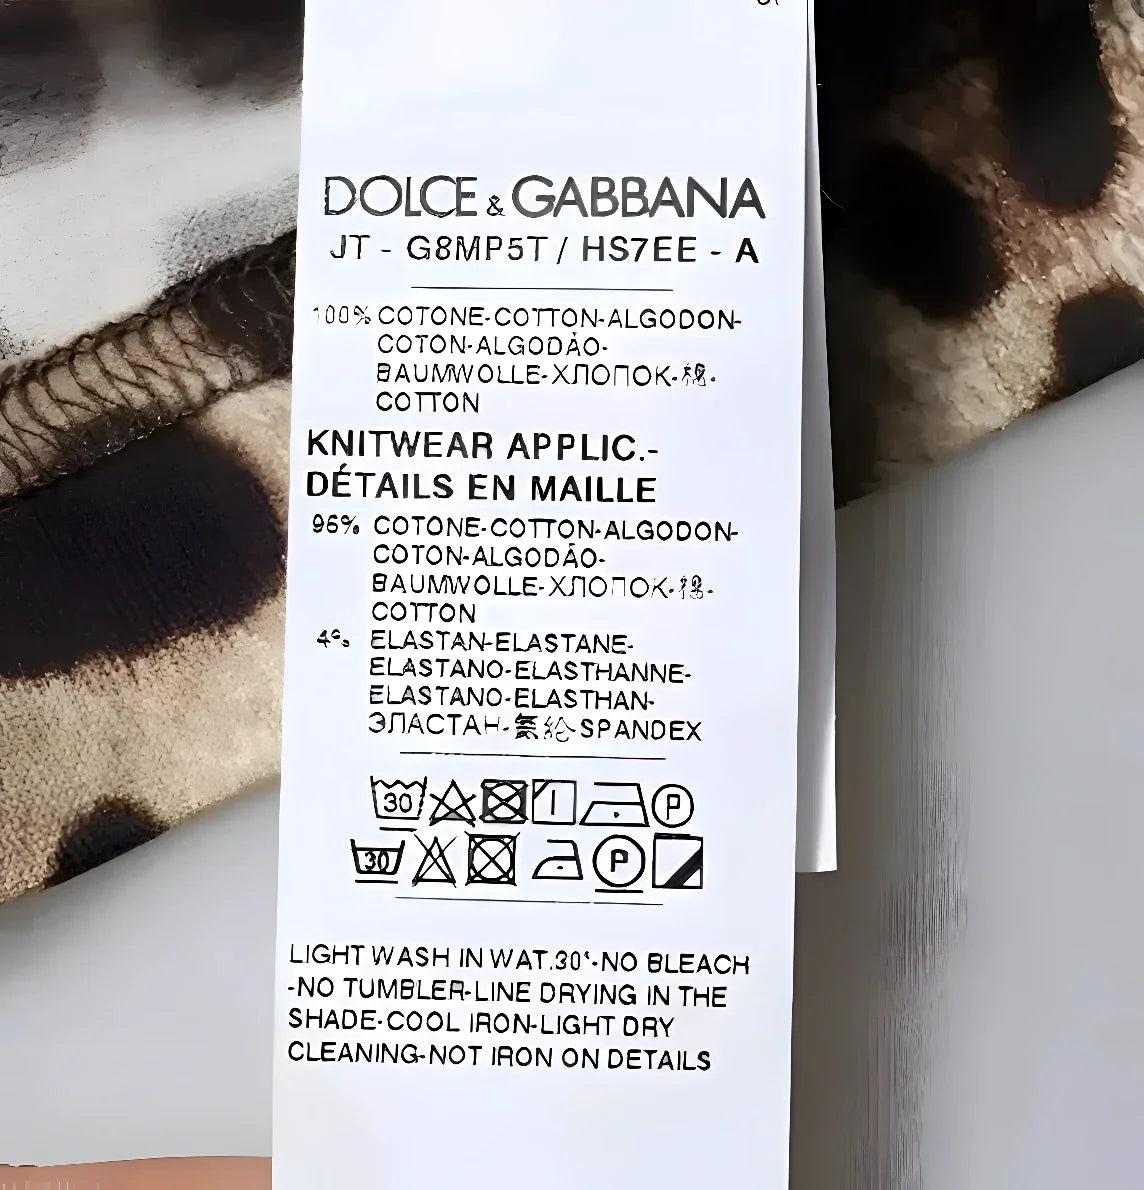 DOLCE & GABBANA
JT - G8MP5T / HS7EE - A
100% COTONE-COTTON-ALGODON-
COTON-ALGODÃO-
BAUMWOLLE-ХЛОПОК-棉-
COTTON
KNITWEAR APPLIC.-
DÉTAILS EN MAILLE
96% COTONE-COTTON-ALGODON-
COTON-ALGODÃO-
BAUMWOLLE-ХЛОПОК-棉-
COTTON
4% ELASTAN-ELASTANE-
ELASTANO-ELASTHANNE-
ELASTANO-ELASTHAN-
ЭЛАСТАН-氨纶-SPANDEX
30 P
30 P
LIGHT WASH IN WAT.30°-NO BLEACH
-NO TUMBLER-LINE DRYING IN THE
SHADE-COOL IRON-LIGHT DRY
CLEANING-NOT IRON ON DETAILS